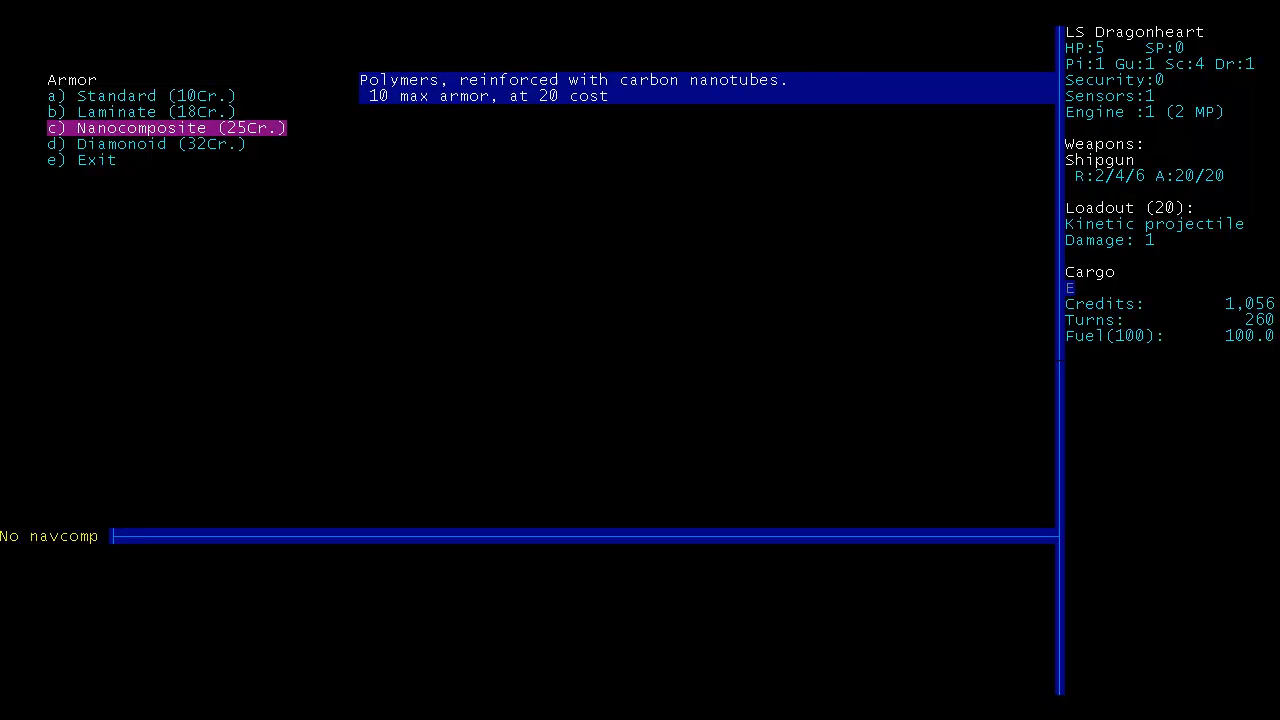 Armor
a) Standard (10Cr.)
b) Laminate (18Cr.)
c) Nanocomposite (25Cr.)
d) Diamonoid (32Cr.)
e) Exit
Polymers, reinforced with carbon nanotubes.
10 max armor, at 20 cost
No navcomp
LS Dragonheart
HP:5 SP:0
Pi:1 Gu:1 Sc:4 Dr:1
Security:0
Sensors:1
Engine :1 (2 MP)
Weapons:
Shipgun
R:2/4/6 A:20/20
Loadout (20):
Kinetic projectile
Damage: 1
Cargo
E
Credits: 1,056
Turns: 260
Fuel(100): 100.0